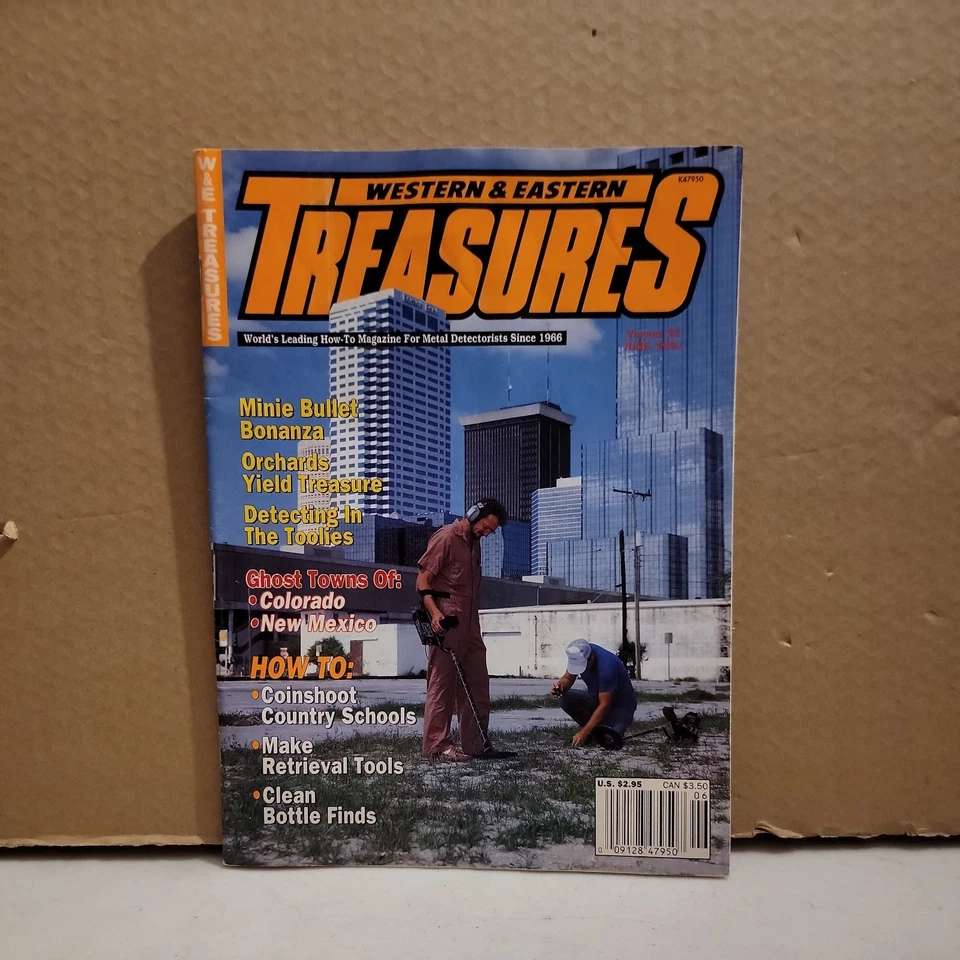 W&E TREASURES
K47950
WESTERN & EASTERN
TREASURES
World's Leading How-To Magazine For Metal Detectorists Since 1966
Minie Bullet
Bonanza
Orchards
Yield Treasure
Detecting In
The Toolies
Ghost Towns Of:
•Colorado
•New Mexico
HOW TO:
•Coinshoot
Country Schools
•Make
Retrieval Tools
•Clean
Bottle Finds
U.S. $2.95 CAN $3.50
06
0 09128 47950